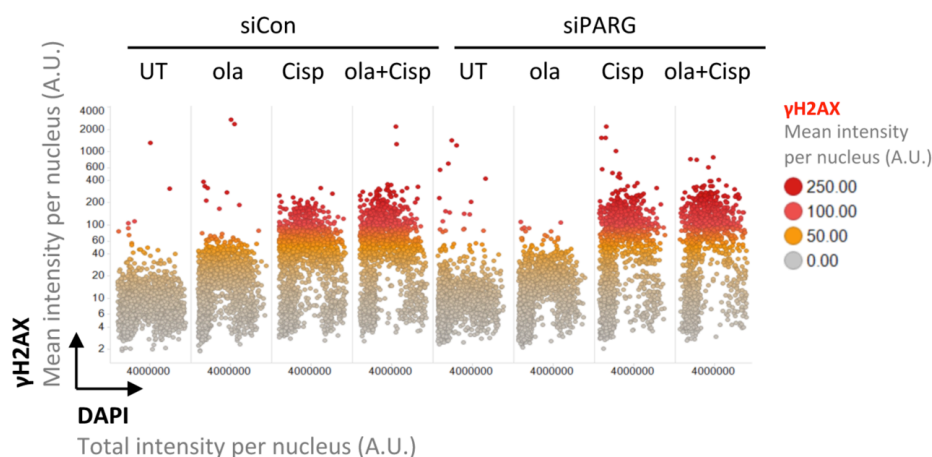 siCon siPARG
UT ola Cisp ola+Cisp UT ola Cisp ola+Cisp
γH2AX
Mean intensity per nucleus (A.U.)
4000
2000
1000
600
400
200
100
60
40
20
10
6
4
2
4000000 4000000 4000000 4000000 4000000 4000000 4000000 4000000
DAPI
Total intensity per nucleus (A.U.)
γH2AX
Mean intensity
per nucleus (A.U.)
250.00
100.00
50.00
0.00